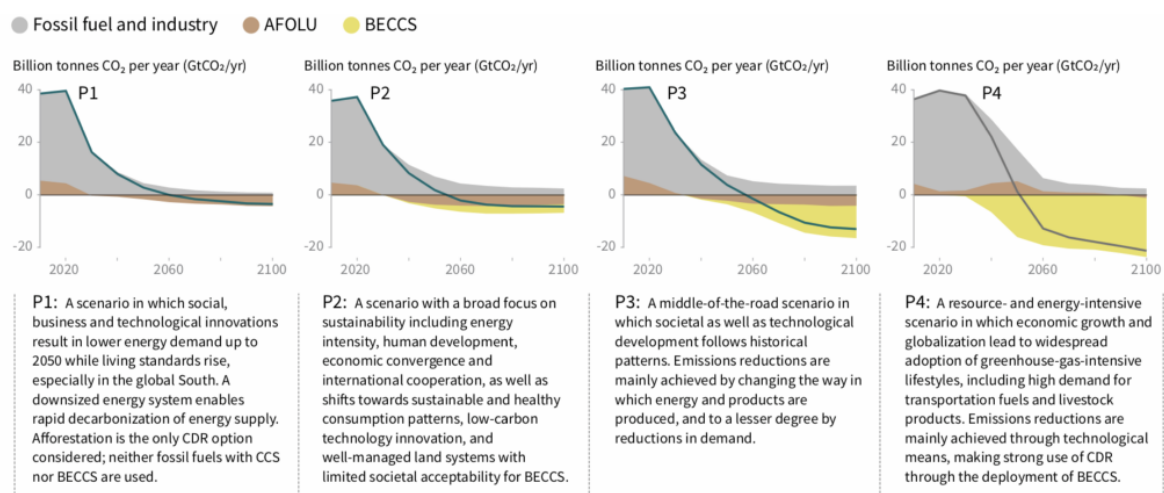 Fossil fuel and industry AFOLU BECCS
Billion tonnes CO₂ per year (GtCO₂/yr) Billion tonnes CO₂ per year (GtCO₂/yr) Billion tonnes CO₂ per year (GtCO₂/yr) Billion tonnes CO₂ per year (GtCO₂/yr)
40 P1 40 P2 40 P3 40 P4
20 20 20 20
0 0 0 0
-20 -20 -20 -20
2020 2060 2100 2020 2060 2100 2020 2060 2100 2020 2060 2100
P1: A scenario in which social,
business and technological innovations
result in lower energy demand up to
2050 while living standards rise,
especially in the global South. A
downsized energy system enables
rapid decarbonization of energy supply.
Afforestation is the only CDR option
considered; neither fossil fuels with CCS
nor BECCS are used.
P2: A scenario with a broad focus on
sustainability including energy
intensity, human development,
economic convergence and
international cooperation, as well as
shifts towards sustainable and healthy
consumption patterns, low-carbon
technology innovation, and
well-managed land systems with
limited societal acceptability for BECCS.
P3: A middle-of-the-road scenario in
which societal as well as technological
development follows historical
patterns. Emissions reductions are
mainly achieved by changing the way in
which energy and products are
produced, and to a lesser degree by
reductions in demand.
P4: A resource- and energy-intensive
scenario in which economic growth and
globalization lead to widespread
adoption of greenhouse-gas-intensive
lifestyles, including high demand for
transportation fuels and livestock
products. Emissions reductions are
mainly achieved through technological
means, making strong use of CDR
through the deployment of BECCS.